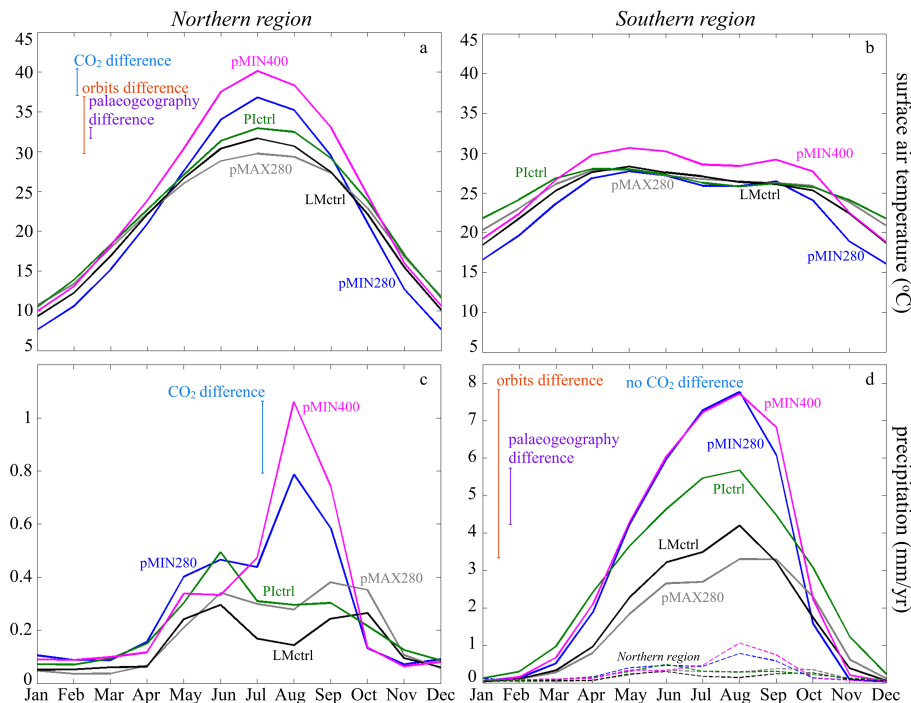 Northern region
Southern region
a
CO₂ difference
orbits difference
palaeogeography
difference
pMIN400
PIctrl
pMAX280
LMctrl
pMIN280
45
40
35
30
25
20
15
10
5
b
pMIN400
PIctrl
pMAX280
LMctrl
pMIN280
40
35
30
25
20
15
10
5
surface air temperature (°C)
c
CO₂ difference
pMIN400
pMIN280
PIctrl
pMAX280
LMctrl
1
0.8
0.6
0.4
0.2
0
Jan Feb Mar Apr May Jun Jul Aug Sep Oct Nov Dec
d
orbits difference
no CO₂ difference
palaeogeography
difference
pMIN400
pMIN280
PIctrl
LMctrl
pMAX280
Northern region
8
7
6
5
4
3
2
1
0
Jan Feb Mar Apr May Jun Jul Aug Sep Oct Nov Dec
precipitation (mm/yr)